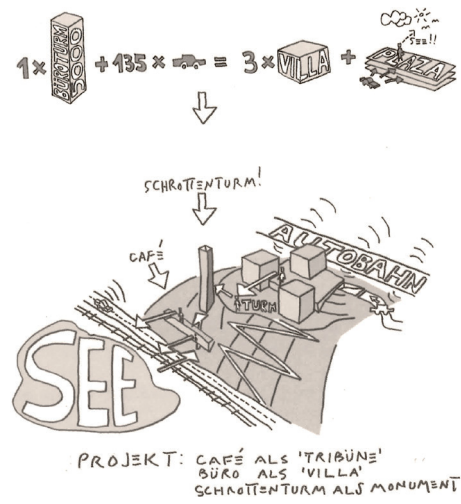 SEE!!
1× BÜROTURM 5000 + 135× = 3× VILLA + PLAZA
SCHROTTENTURM!
CAFÉ
AUTOBAHN
TURM
SEE
PROJEKT: CAFÉ ALS 'TRIBÜNE'
BÜRO ALS 'VILLA'
SCHROTTENTURM ALS MONUMENT